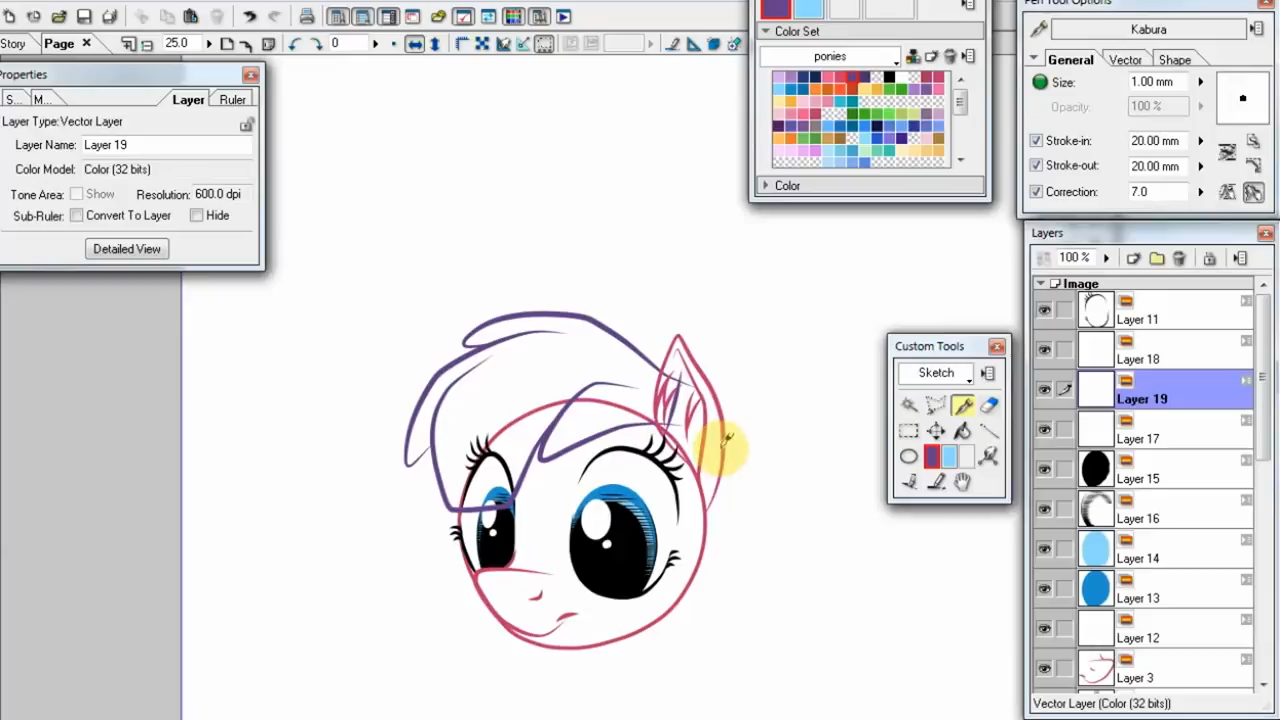 Pen Tool Options
Story
Page
25.0
0
Color Set
ponies
Color
Kabura
General
Vector
Shape
Size:
1.00 mm
Opacity:
100 %
Stroke-in:
20.00 mm
Stroke-out:
20.00 mm
Correction:
7.0
Properties
S...
M...
Layer
Ruler
Layer Type:Vector Layer
Layer Name:
Layer 19
Color Model:
Color (32 bits)
Tone Area:
Show
Resolution:
600.0 dpi
Sub-Ruler:
Convert To Layer
Hide
Detailed View
Layers
100 %
Image
Layer 11
Layer 18
Layer 19
Layer 17
Layer 15
Layer 16
Layer 14
Layer 13
Layer 12
Layer 3
Vector Layer (Color (32 bits))
Custom Tools
Sketch